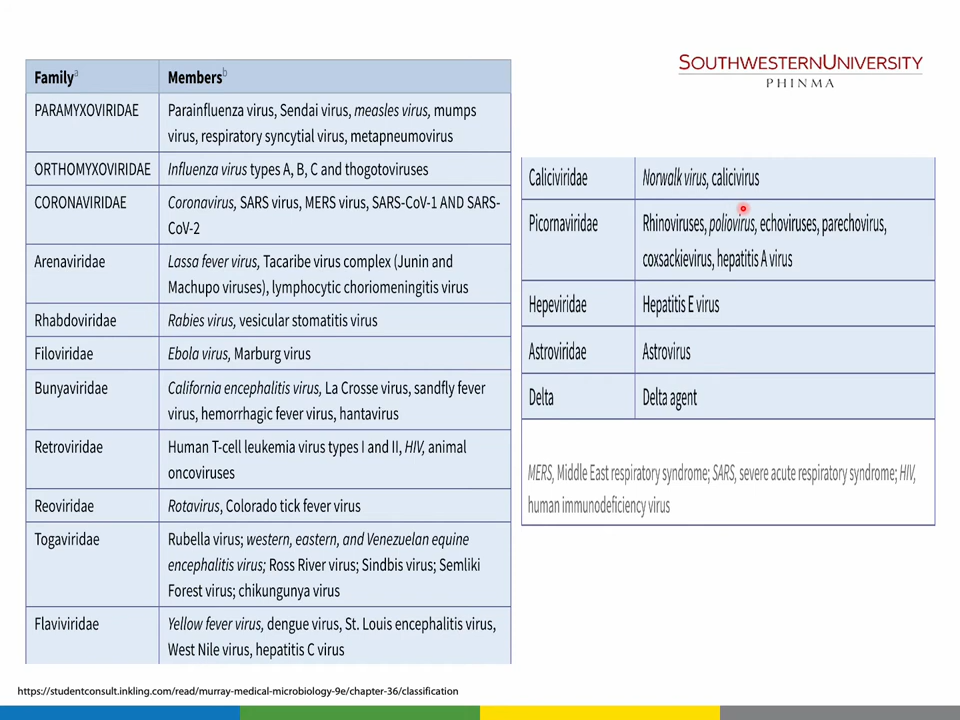 SOUTHWESTERNUNIVERSITY
PHINMA
Familya Membersb
PARAMYXOVIRIDAE Parainfluenza virus, Sendai virus, measles virus, mumps
virus, respiratory syncytial virus, metapneumovirus
ORTHOMYXOVIRIDAE Influenza virus types A, B, C and thogotoviruses
CORONAVIRIDAE Coronavirus, SARS virus, MERS virus, SARS-CoV-1 AND SARS-
CoV-2
Arenaviridae Lassa fever virus, Tacaribe virus complex (Junin and
Machupo viruses), lymphocytic choriomeningitis virus
Rhabdoviridae Rabies virus, vesicular stomatitis virus
Filoviridae Ebola virus, Marburg virus
Bunyaviridae California encephalitis virus, La Crosse virus, sandfly fever
virus, hemorrhagic fever virus, hantavirus
Retroviridae Human T-cell leukemia virus types I and II, HIV, animal
oncoviruses
Reoviridae Rotavirus, Colorado tick fever virus
Togaviridae Rubella virus; western, eastern, and Venezuelan equine
encephalitis virus; Ross River virus; Sindbis virus; Semliki
Forest virus; chikungunya virus
Flaviviridae Yellow fever virus, dengue virus, St. Louis encephalitis virus,
West Nile virus, hepatitis C virus
Caliciviridae Norwalk virus, calicivirus
Picornaviridae Rhinoviruses, poliovirus, echoviruses, parechovirus,
coxsackievirus, hepatitis A virus
Hepeviridae Hepatitis E virus
Astroviridae Astrovirus
Delta Delta agent
MERS, Middle East respiratory syndrome; SARS, severe acute respiratory syndrome; HIV,
human immunodeficiency virus
https://studentconsult.inkling.com/read/murray-medical-microbiology-9e/chapter-36/classification